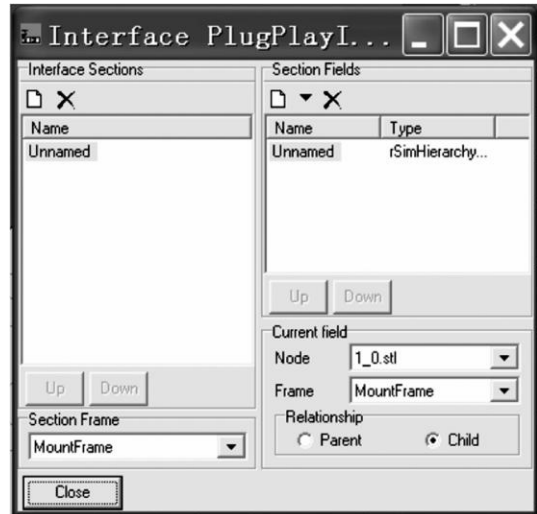 Interface PlugPlayI...
Interface Sections
Name
Unnamed
Up Down
Section Frame
MountFrame
Close
Section Fields
Name Type
Unnamed rSimHierarchy...
Up Down
Current field
Node 1_0.stl
Frame MountFrame
Relationship
Parent Child